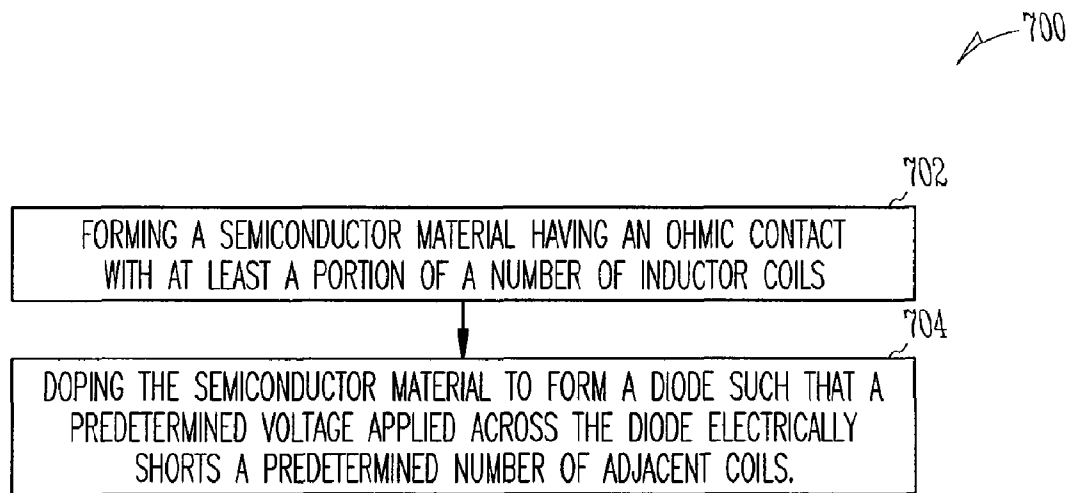 700
702
FORMING A SEMICONDUCTOR MATERIAL HAVING AN OHMIC CONTACT
WITH AT LEAST A PORTION OF A NUMBER OF INDUCTOR COILS
704
DOPING THE SEMICONDUCTOR MATERIAL TO FORM A DIODE SUCH THAT A
PREDETERMINED VOLTAGE APPLIED ACROSS THE DIODE ELECTRICALLY
SHORTS A PREDETERMINED NUMBER OF ADJACENT COILS.